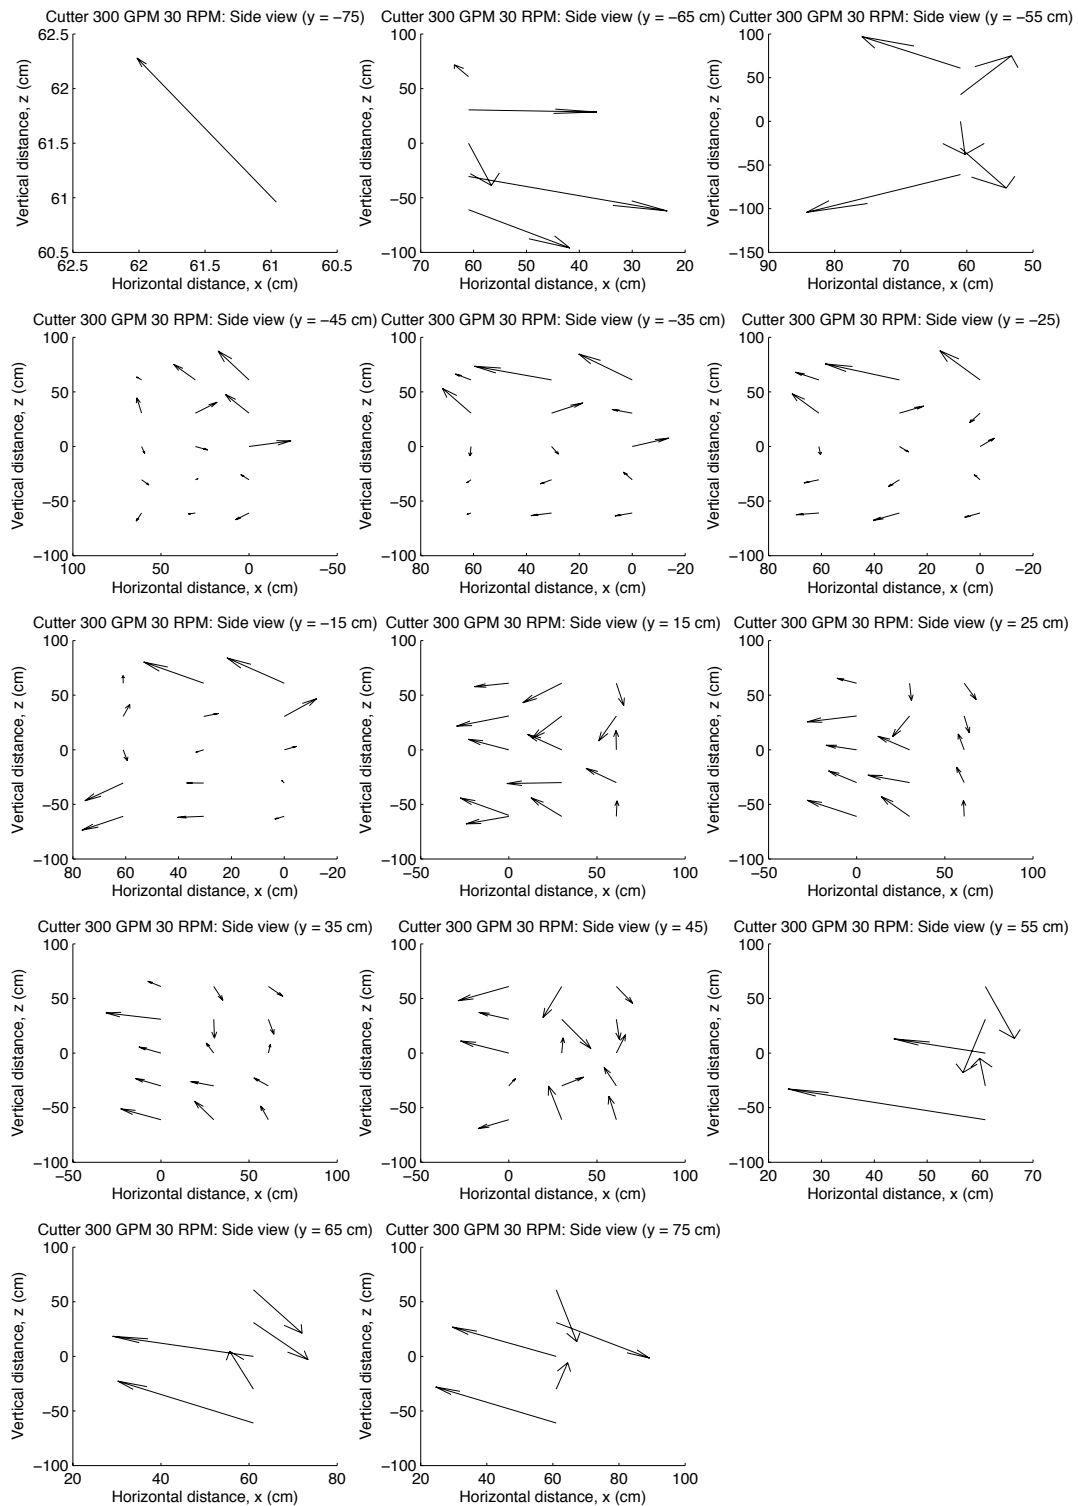 Cutter 300 GPM 30 RPM: Side view (y = −75)
62.5
62
61.5
61
60.5
62.5 62 61.5 61 60.5
Vertical distance, z (cm)
Horizontal distance, x (cm)
Cutter 300 GPM 30 RPM: Side view (y = −65 cm)
100
50
0
−50
−100
70 60 50 40 30 20
Vertical distance, z (cm)
Horizontal distance, x (cm)
Cutter 300 GPM 30 RPM: Side view (y = −55 cm)
100
50
0
−50
−100
−150
90 80 70 60 50
Vertical distance, z (cm)
Horizontal distance, x (cm)
Cutter 300 GPM 30 RPM: Side view (y = −45 cm)
100
50
0
−50
−100
100 50 0 −50
Vertical distance, z (cm)
Horizontal distance, x (cm)
Cutter 300 GPM 30 RPM: Side view (y = −35 cm)
100
50
0
−50
−100
80 60 40 20 0 −20
Vertical distance, z (cm)
Horizontal distance, x (cm)
Cutter 300 GPM 30 RPM: Side view (y = −25)
100
50
0
−50
−100
80 60 40 20 0 −20
Vertical distance, z (cm)
Horizontal distance, x (cm)
Cutter 300 GPM 30 RPM: Side view (y = −15 cm)
100
50
0
−50
−100
80 60 40 20 0 −20
Vertical distance, z (cm)
Horizontal distance, x (cm)
Cutter 300 GPM 30 RPM: Side view (y = 15 cm)
100
50
0
−50
−100
−50 0 50 100
Vertical distance, z (cm)
Horizontal distance, x (cm)
Cutter 300 GPM 30 RPM: Side view (y = 25 cm)
100
50
0
−50
−100
−50 0 50 100
Vertical distance, z (cm)
Horizontal distance, x (cm)
Cutter 300 GPM 30 RPM: Side view (y = 35 cm)
100
50
0
−50
−100
−50 0 50 100
Vertical distance, z (cm)
Horizontal distance, x (cm)
Cutter 300 GPM 30 RPM: Side view (y = 45)
100
50
0
−50
−100
−50 0 50 100
Vertical distance, z (cm)
Horizontal distance, x (cm)
Cutter 300 GPM 30 RPM: Side view (y = 55 cm)
100
50
0
−50
−100
20 30 40 50 60 70
Vertical distance, z (cm)
Horizontal distance, x (cm)
Cutter 300 GPM 30 RPM: Side view (y = 65 cm)
100
50
0
−50
−100
20 40 60 80
Vertical distance, z (cm)
Horizontal distance, x (cm)
Cutter 300 GPM 30 RPM: Side view (y = 75 cm)
100
50
0
−50
−100
20 40 60 80 100
Vertical distance, z (cm)
Horizontal distance, x (cm)